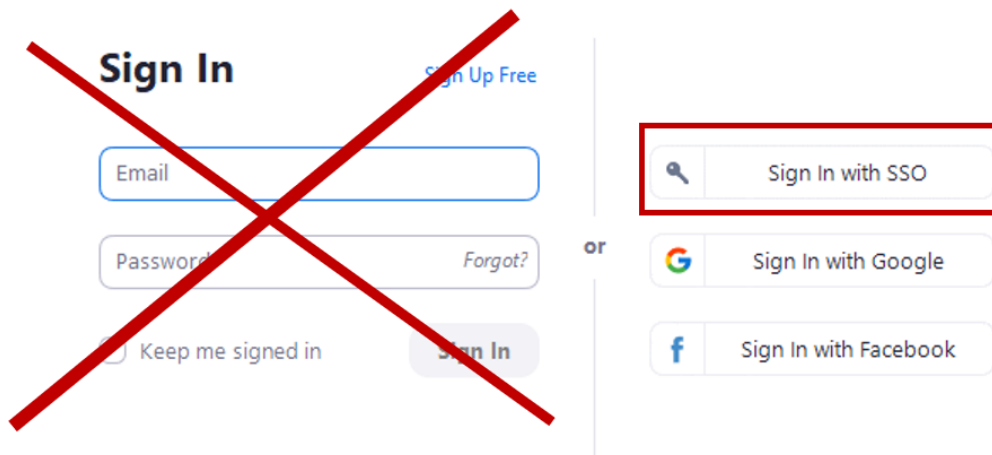 Sign In
Sign Up Free
Email
Password
Forgot?
Keep me signed in
Sign In
or
Sign In with SSO
Sign In with Google
Sign In with Facebook